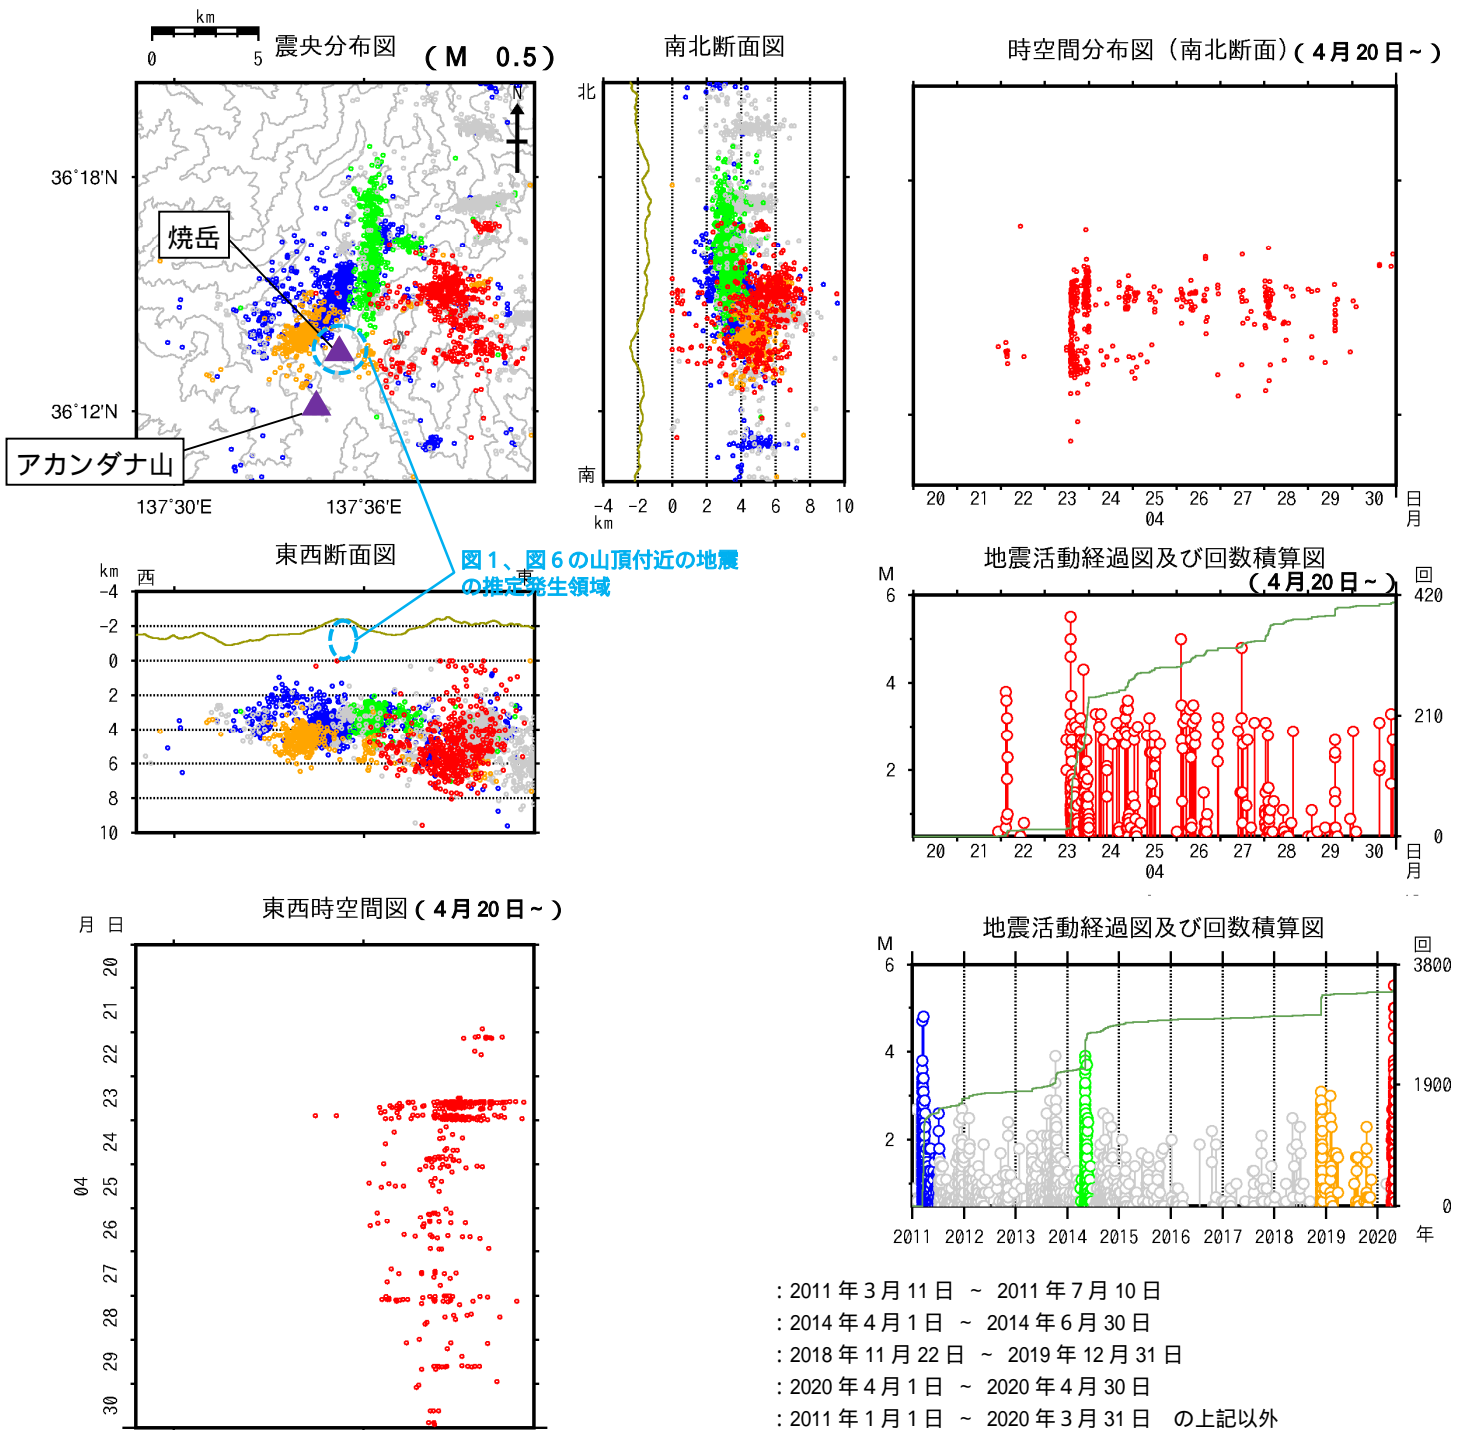 km
0 5
震央分布図 (M 0.5)
N
36°18'N
36°12'N
137°30'E 137°36'E
焼岳
アカンダナ山
南北断面図
北
南
-4 -2 0 2 4 6 8 10
km
時空間分布図（南北断面）(4月20日~)
20 21 22 23 24 25 26 27 28 29 30 日
04 月
図1、図6の山頂付近の地震
の推定発生領域
東西断面図
km 西 東
-4
-2
0
2
4
6
8
10
地震活動経過図及び回数積算図
(4月20日~)
M 回
6 420
4
210
2
0
20 21 22 23 24 25 26 27 28 29 30 日
04 月
東西時空間図(4月20日~)
月 日
20
21
22
23
24
04 25
26
27
28
29
30
地震活動経過図及び回数積算図
M 回
6 3800
4
1900
2
0
2011 2012 2013 2014 2015 2016 2017 2018 2019 2020 年
:2011年3月11日 ~ 2011年7月10日
:2014年4月1日 ~ 2014年6月30日
:2018年11月22日 ~ 2019年12月31日
:2020年4月1日 ~ 2020年4月30日
:2011年1月1日 ~ 2020年3月31日 の上記以外